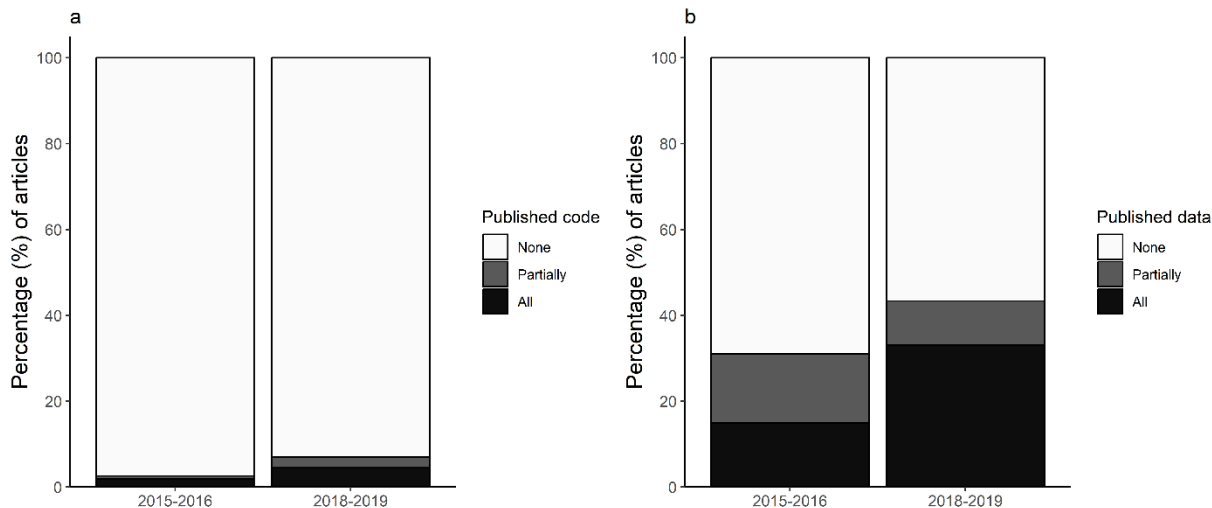 a
Percentage (%) of articles
100
80
60
40
20
0
2015-2016
2018-2019
Published code
None
Partially
All
b
Percentage (%) of articles
100
80
60
40
20
0
2015-2016
2018-2019
Published data
None
Partially
All